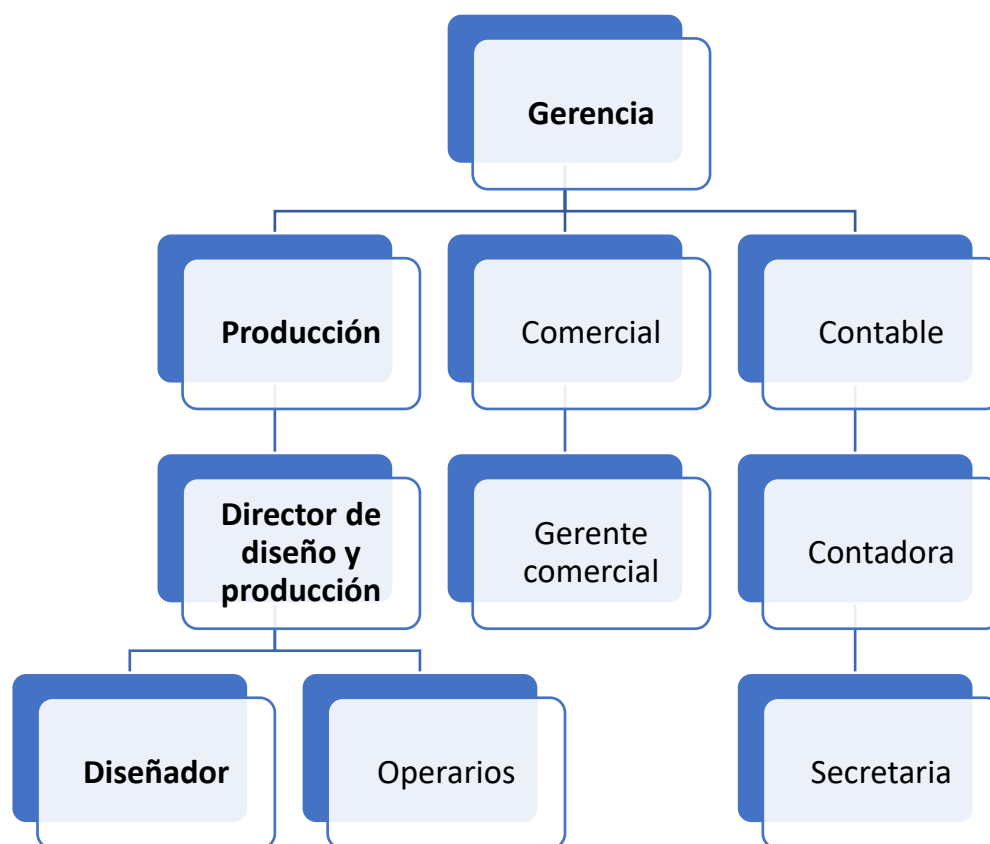 Gerencia
Producción
Comercial
Contable
Director de
diseño y
producción
Gerente
comercial
Contadora
Diseñador
Operarios
Secretaria